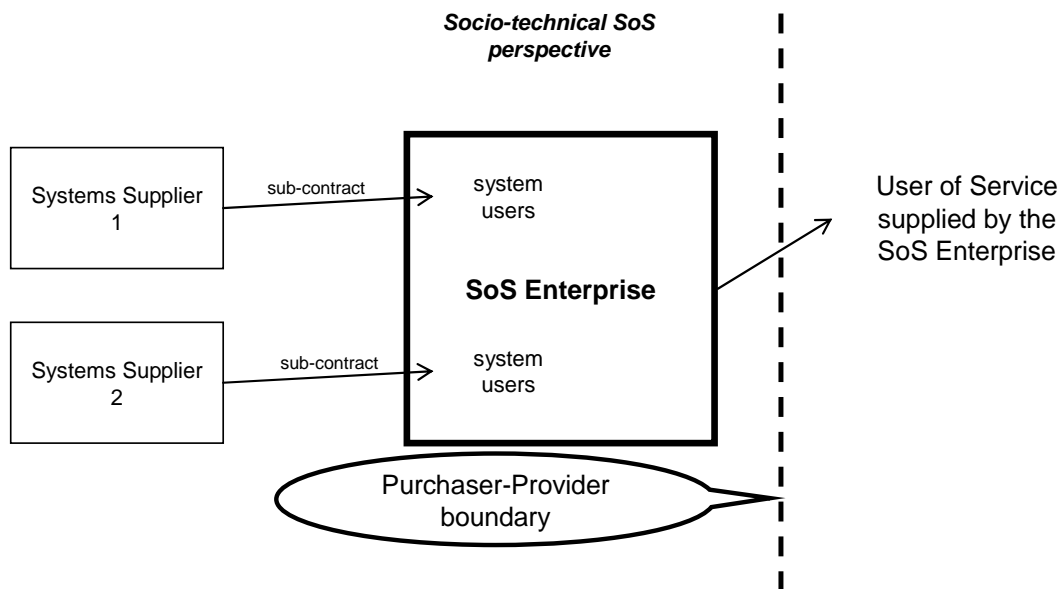 Socio-technical SoS
perspective
Systems Supplier
1
sub-contract
system
users
SoS Enterprise
User of Service
supplied by the
SoS Enterprise
Systems Supplier
2
sub-contract
system
users
Purchaser-Provider
boundary